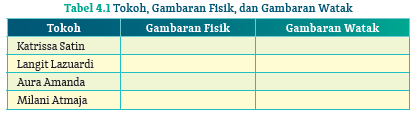 Tabel 4.1 Tokoh, Gambaran Fisik, dan Gambaran Watak
Tokoh Gambaran Fisik Gambaran Watak
Katrissa Satin
Langit Lazuardi
Aura Amanda
Milani Atmaja